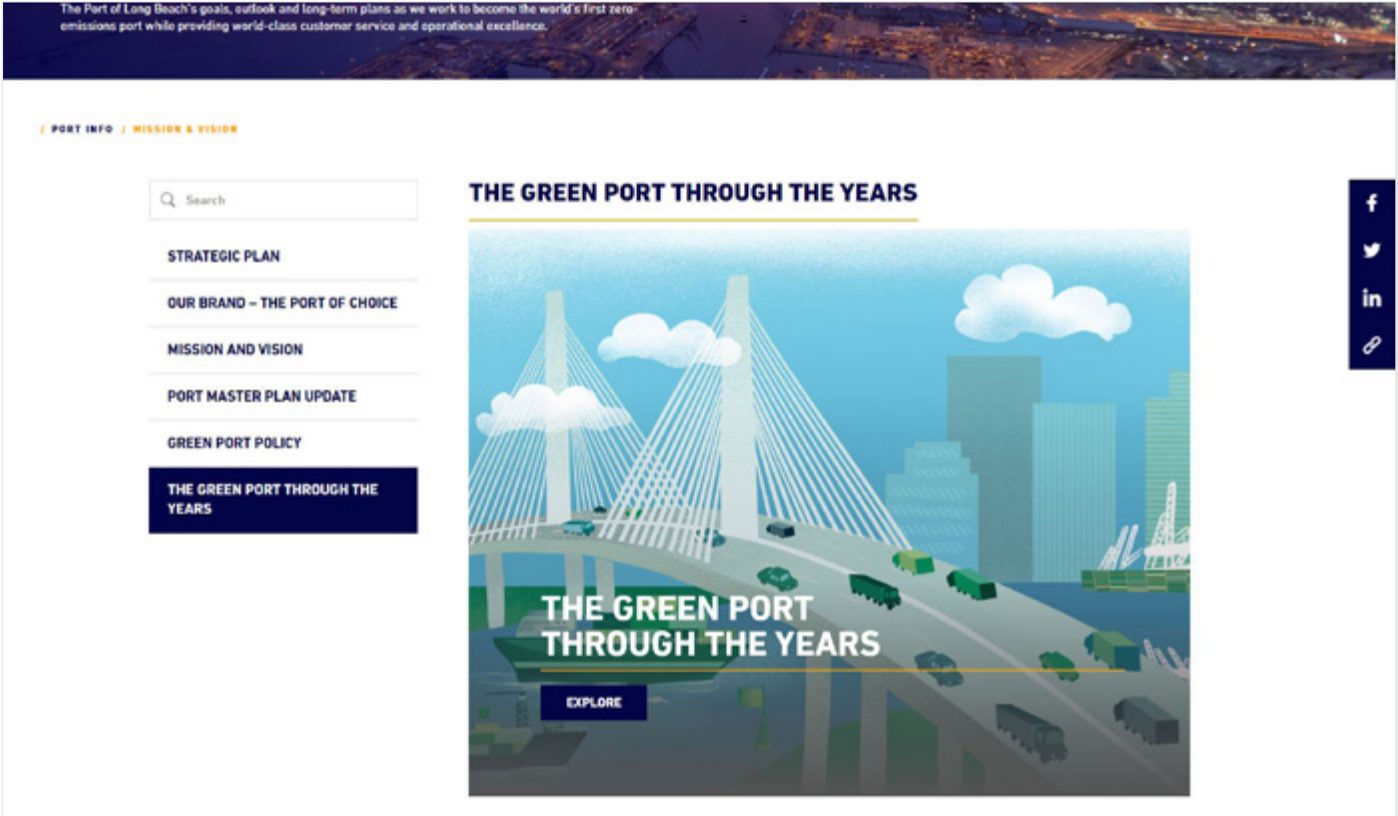 The Port of Long Beach's goals, outlook and long-term plans as we work to become the world's first zero-
emissions port while providing world-class customer service and operational excellence.
/ PORT INFO / MISSION & VISION
Search
STRATEGIC PLAN
OUR BRAND – THE PORT OF CHOICE
MISSION AND VISION
PORT MASTER PLAN UPDATE
GREEN PORT POLICY
THE GREEN PORT THROUGH THE
YEARS
THE GREEN PORT THROUGH THE YEARS
THE GREEN PORT
THROUGH THE YEARS
EXPLORE